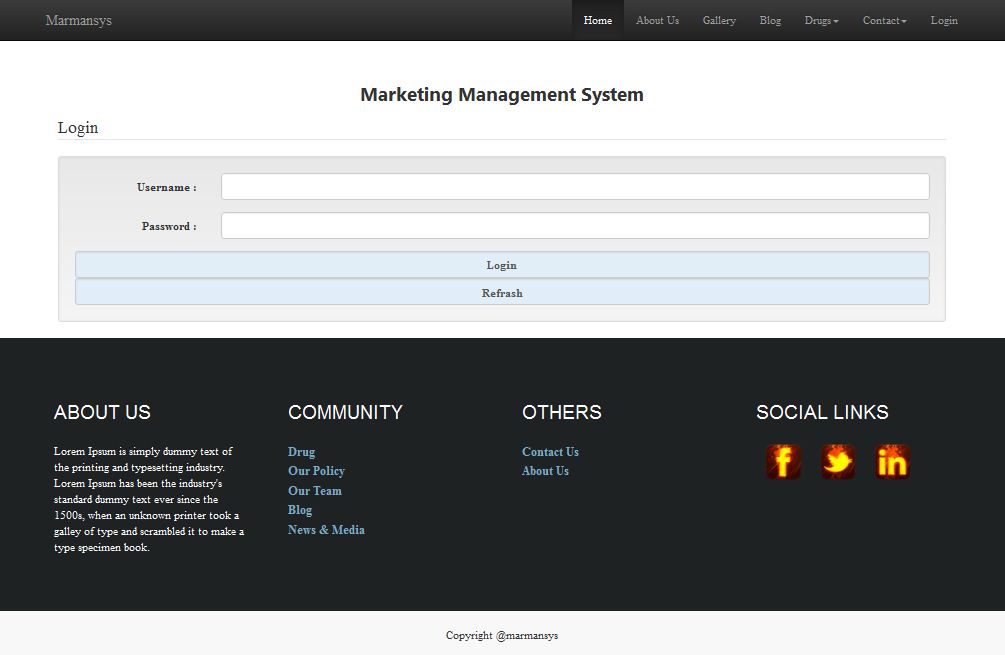 Marmansys Home About Us Gallery Blog Drugs Contact Login
Marketing Management System
Login
Username :
Password :
Login
Refrash
ABOUT US
Lorem Ipsum is simply dummy text of
the printing and typesetting industry.
Lorem Ipsum has been the industry's
standard dummy text ever since the
1500s, when an unknown printer took a
galley of type and scrambled it to make a
type specimen book.
COMMUNITY
Drug
Our Policy
Our Team
Blog
News & Media
OTHERS
Contact Us
About Us
SOCIAL LINKS
f
in
Copyright @marmansys